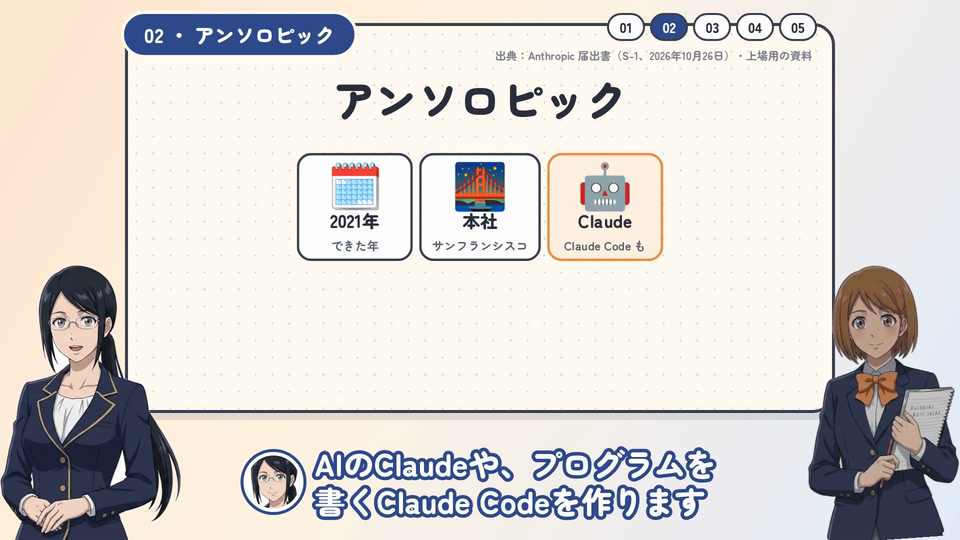 02 ・ アンソロピック
01 02 03 04 05
出典：Anthropic 届出書（S-1、2026年10月26日）・上場用の資料
アンソロピック
2021年
できた年
本社
サンフランシスコ
Claude
Claude Code も
AIのClaudeや、プログラムを
書くClaude Codeを作ります